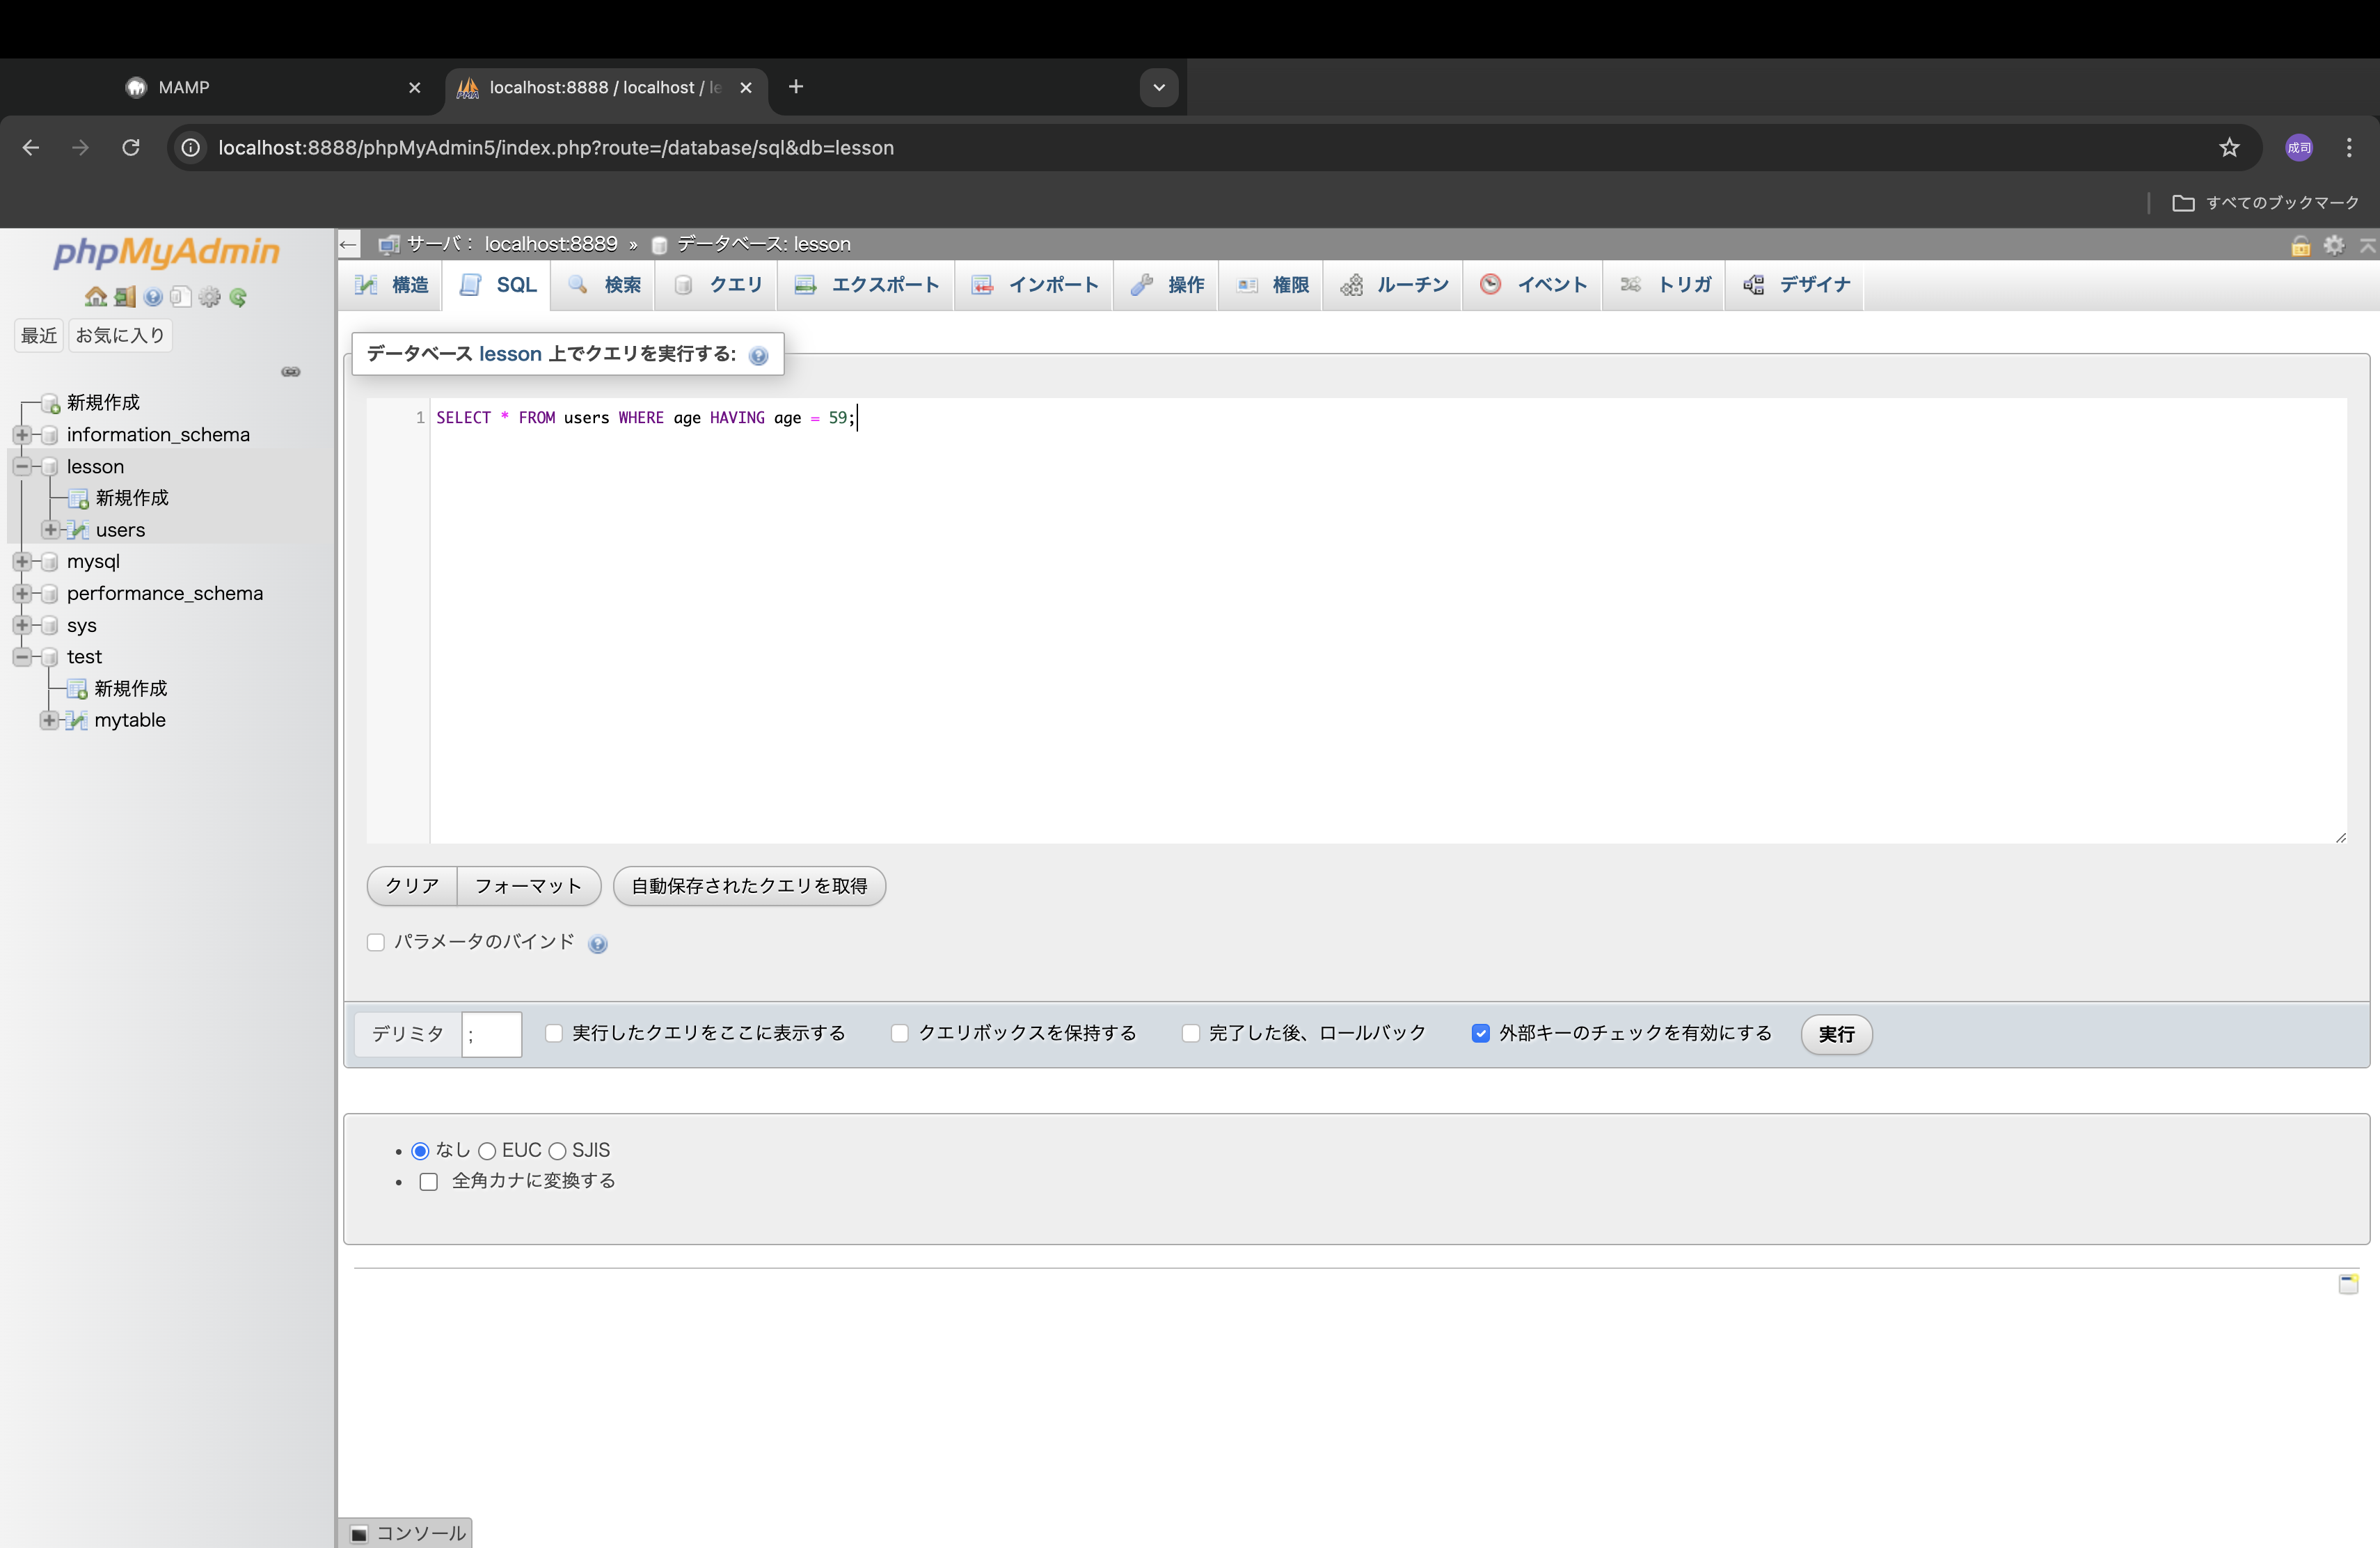 MAMP
localhost:8888 / localhost / le
localhost:8888/phpMyAdmin5/index.php?route=/database/sql&db=lesson
成司
すべてのブックマーク
phpMyAdmin
最近 お気に入り
新規作成
information_schema
lesson
新規作成
users
mysql
performance_schema
sys
test
新規作成
mytable
サーバ: localhost:8889 » データベース: lesson
構造 SQL 検索 クエリ エクスポート インポート 操作 権限 ルーチン イベント トリガ デザイナ
データベース lesson 上でクエリを実行する:
1 SELECT * FROM users WHERE age HAVING age = 59;
クリア フォーマット 自動保存されたクエリを取得
パラメータのバインド
デリミタ ; 実行したクエリをここに表示する クエリボックスを保持する 完了した後、ロールバック 外部キーのチェックを有効にする 実行
なし EUC SJIS
全角カナに変換する
コンソール